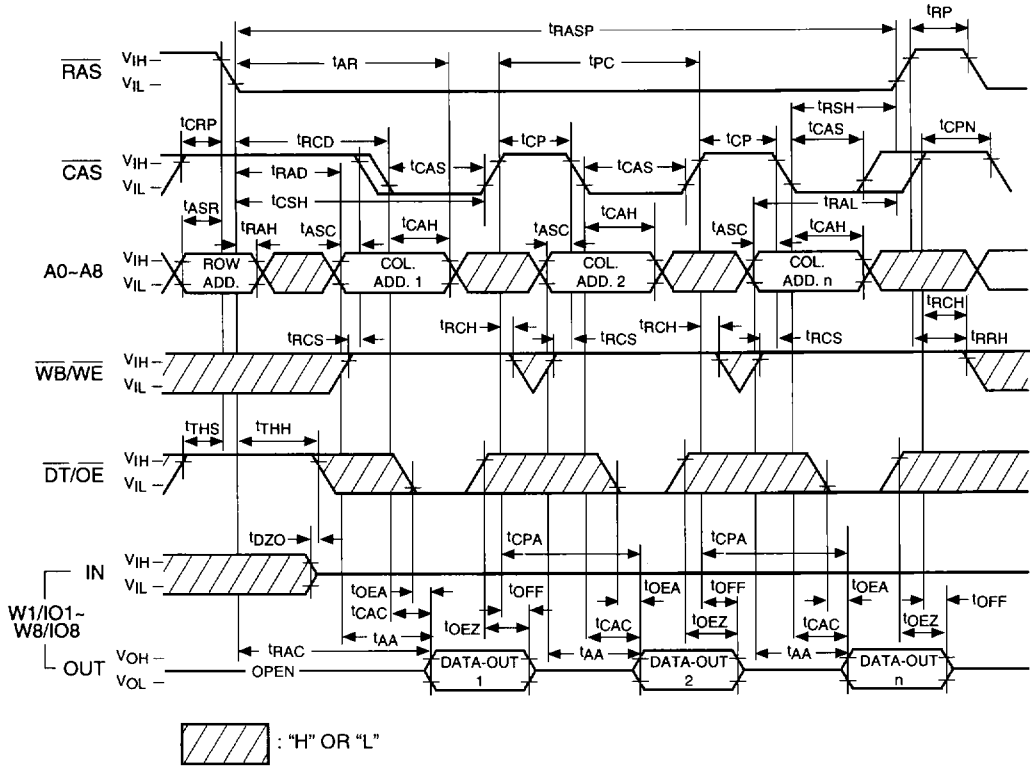 tRASP
tRP
tAR
tPC
RAS
VIH
VIL
tRSH
tCRP
tRCD
tCP
tCP
tCAS
tCPN
CAS
VIH
VIL
tRAD
tCAS
tCAS
tCSH
tRAL
tASR
tRAH
tASC
tCAH
tASC
tCAH
tASC
tCAH
A0~A8
VIH
VIL
ROW ADD.
COL. ADD. 1
COL. ADD. 2
COL. ADD. n
tRCH
tRCS
tRCH
tRCS
tRCH
tRCS
tRRH
WB/WE
VIH
VIL
tTHS
tTHH
DT/OE
VIH
VIL
tDZO
tCPA
tCPA
IN
VIH
VIL
tOEA
tOFF
tOEA
tOFF
tOEA
tOFF
W1/IO1~
W8/IO8
tCAC
tOEZ
tCAC
tOEZ
tCAC
tOEZ
tAA
tAA
tAA
tRAC
OUT
VOH
VOL
OPEN
DATA-OUT 1
DATA-OUT 2
DATA-OUT n
: "H" OR "L"